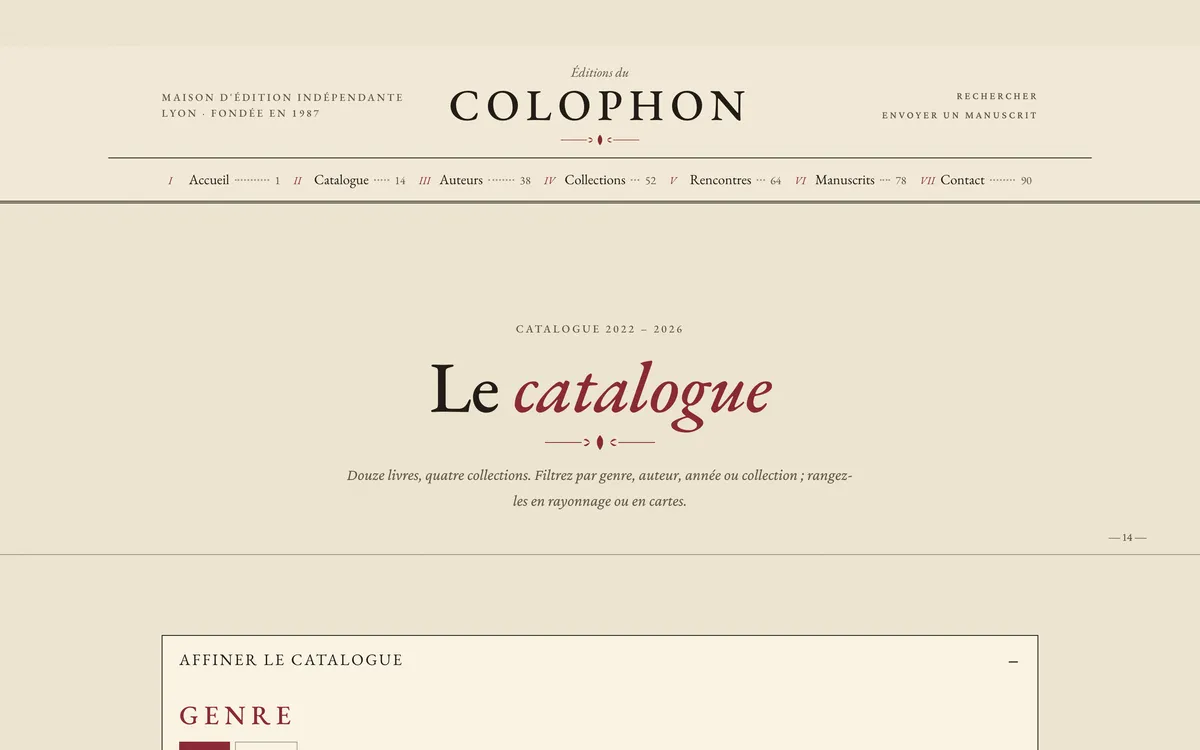 Éditions du
MAISON D'ÉDITION INDÉPENDANTE
LYON · FONDÉE EN 1987
COLOPHON
RECHERCHER
ENVOYER UN MANUSCRIT
I Accueil 1 II Catalogue 14 III Auteurs 38 IV Collections 52 V Rencontres 64 VI Manuscrits 78 VII Contact 90
CATALOGUE 2022 – 2026
Le catalogue
Douze livres, quatre collections. Filtrez par genre, auteur, année ou collection ; rangez-
les en rayonnage ou en cartes.
— 14 —
AFFINER LE CATALOGUE –
GENRE